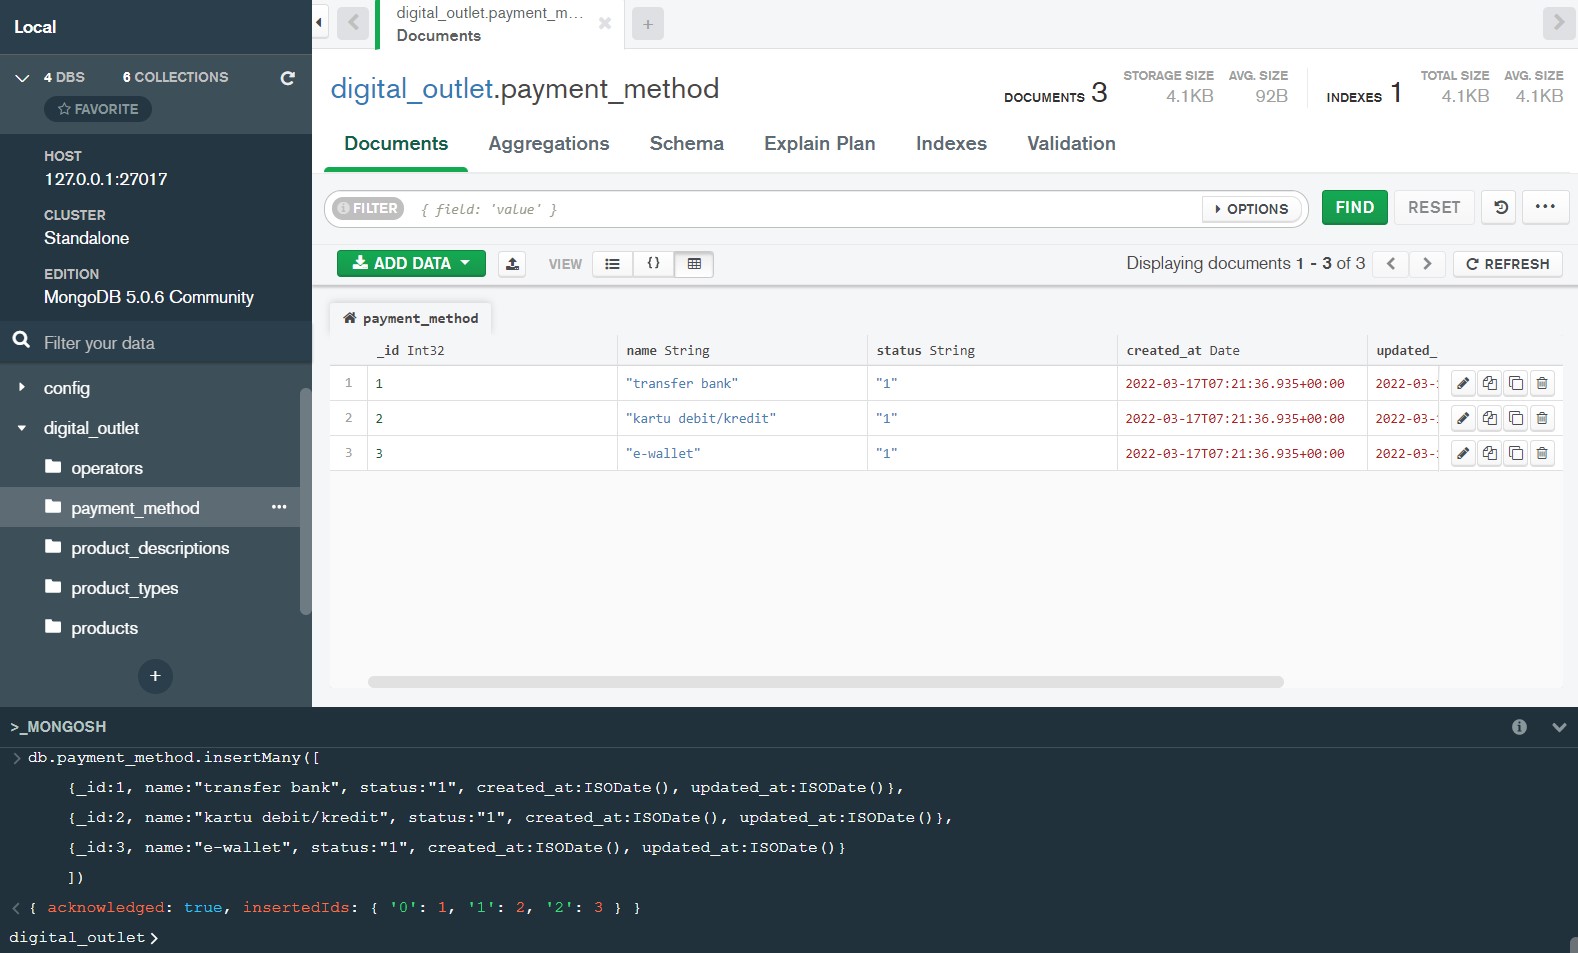 Local
4 DBS 6 COLLECTIONS
FAVORITE
HOST
127.0.0.1:27017
CLUSTER
Standalone
EDITION
MongoDB 5.0.6 Community
Filter your data
config
digital_outlet
operators
payment_method ...
product_descriptions
product_types
products
+
digital_outlet.payment_m...
Documents
+
digital_outlet.payment_method
DOCUMENTS 3 STORAGE SIZE 4.1KB AVG. SIZE 92B INDEXES 1 TOTAL SIZE 4.1KB AVG. SIZE 4.1KB
Documents Aggregations Schema Explain Plan Indexes Validation
FILTER { field: 'value' } OPTIONS FIND RESET ...
ADD DATA VIEW { } Displaying documents 1 - 3 of 3 < > REFRESH
payment_method
_id Int32 name String status String created_at Date updated_
1 1 "transfer bank" "1" 2022-03-17T07:21:36.935+00:00 2022-03-
2 2 "kartu debit/kredit" "1" 2022-03-17T07:21:36.935+00:00 2022-03-
3 3 "e-wallet" "1" 2022-03-17T07:21:36.935+00:00 2022-03-
>_MONGOSH
> db.payment_method.insertMany([
{_id:1, name:"transfer bank", status:"1", created_at:ISODate(), updated_at:ISODate()},
{_id:2, name:"kartu debit/kredit", status:"1", created_at:ISODate(), updated_at:ISODate()},
{_id:3, name:"e-wallet", status:"1", created_at:ISODate(), updated_at:ISODate()}
])
< { acknowledged: true, insertedIds: { '0': 1, '1': 2, '2': 3 } }
digital_outlet>